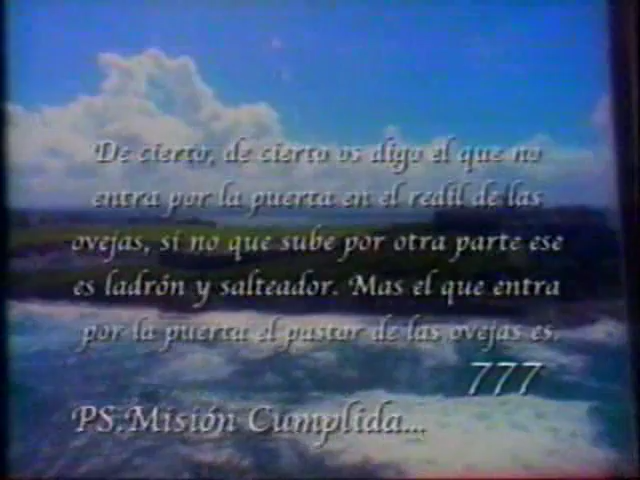 De cierto, de cierto os digo el que no
entra por la puerta en el redil de las
ovejas, si no que sube por otra parte ese
es ladrón y salteador. Mas el que entra
por la puerta el pastor de las ovejas es.
777
PS.Misión Cumplida...